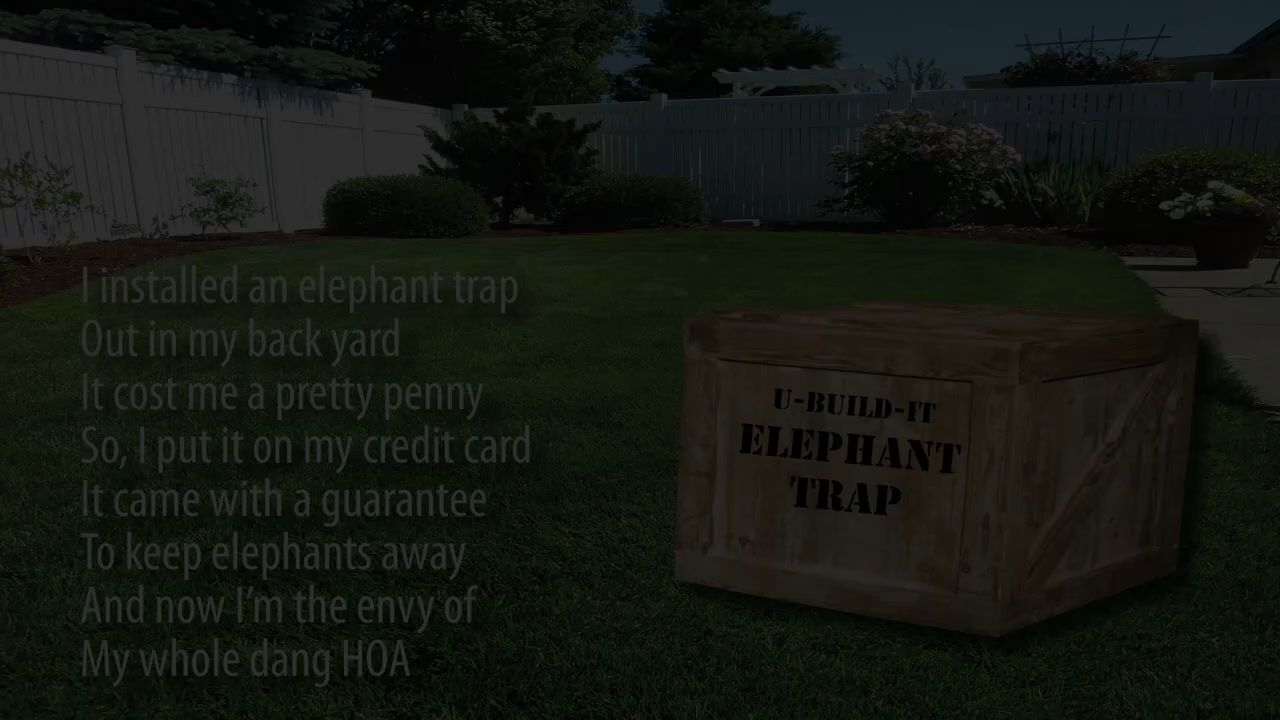 I installed an elephant trap
Out in my back yard
It cost me a pretty penny
So, I put it on my credit card
It came with a guarantee
To keep elephants away
And now I'm the envy of
My whole dang HOA
U-BUILD-IT
ELEPHANT
TRAP